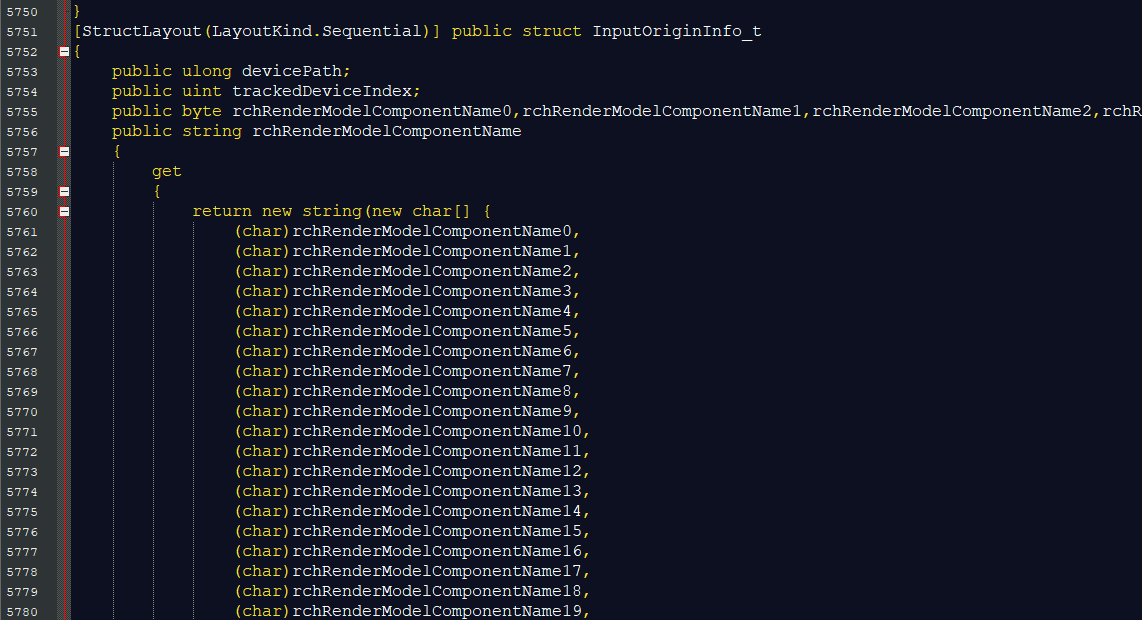 5750 }
5751 [StructLayout(LayoutKind.Sequential)] public struct InputOriginInfo_t
5752 {
5753 public ulong devicePath;
5754 public uint trackedDeviceIndex;
5755 public byte rchRenderModelComponentName0,rchRenderModelComponentName1,rchRenderModelComponentName2,rchR
5756 public string rchRenderModelComponentName
5757 {
5758 get
5759 {
5760 return new string(new char[] {
5761 (char)rchRenderModelComponentName0,
5762 (char)rchRenderModelComponentName1,
5763 (char)rchRenderModelComponentName2,
5764 (char)rchRenderModelComponentName3,
5765 (char)rchRenderModelComponentName4,
5766 (char)rchRenderModelComponentName5,
5767 (char)rchRenderModelComponentName6,
5768 (char)rchRenderModelComponentName7,
5769 (char)rchRenderModelComponentName8,
5770 (char)rchRenderModelComponentName9,
5771 (char)rchRenderModelComponentName10,
5772 (char)rchRenderModelComponentName11,
5773 (char)rchRenderModelComponentName12,
5774 (char)rchRenderModelComponentName13,
5775 (char)rchRenderModelComponentName14,
5776 (char)rchRenderModelComponentName15,
5777 (char)rchRenderModelComponentName16,
5778 (char)rchRenderModelComponentName17,
5779 (char)rchRenderModelComponentName18,
5780 (char)rchRenderModelComponentName19,